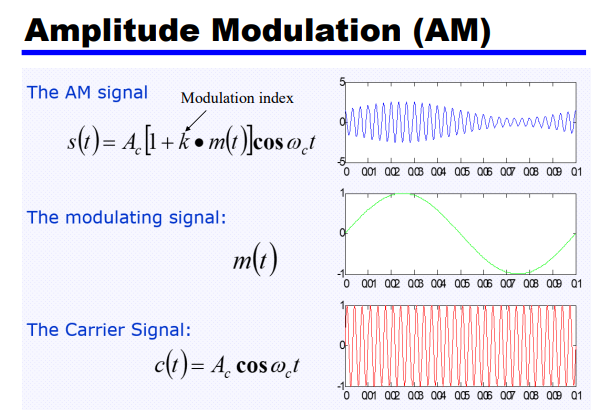 Amplitude Modulation (AM)
The AM signal
Modulation index
s(t)= A_c[1+k•m(t)]cos ω_c t
5
0
-5
0 0.01 0.02 0.03 0.04 0.05 0.06 0.07 0.08 0.09 0.1
The modulating signal:
m(t)
1
0
-1
0 0.01 0.02 0.03 0.04 0.05 0.06 0.07 0.08 0.09 0.1
The Carrier Signal:
c(t)= A_c cos ω_c t
1
0
-1
0 0.01 0.02 0.03 0.04 0.05 0.06 0.07 0.08 0.09 0.1